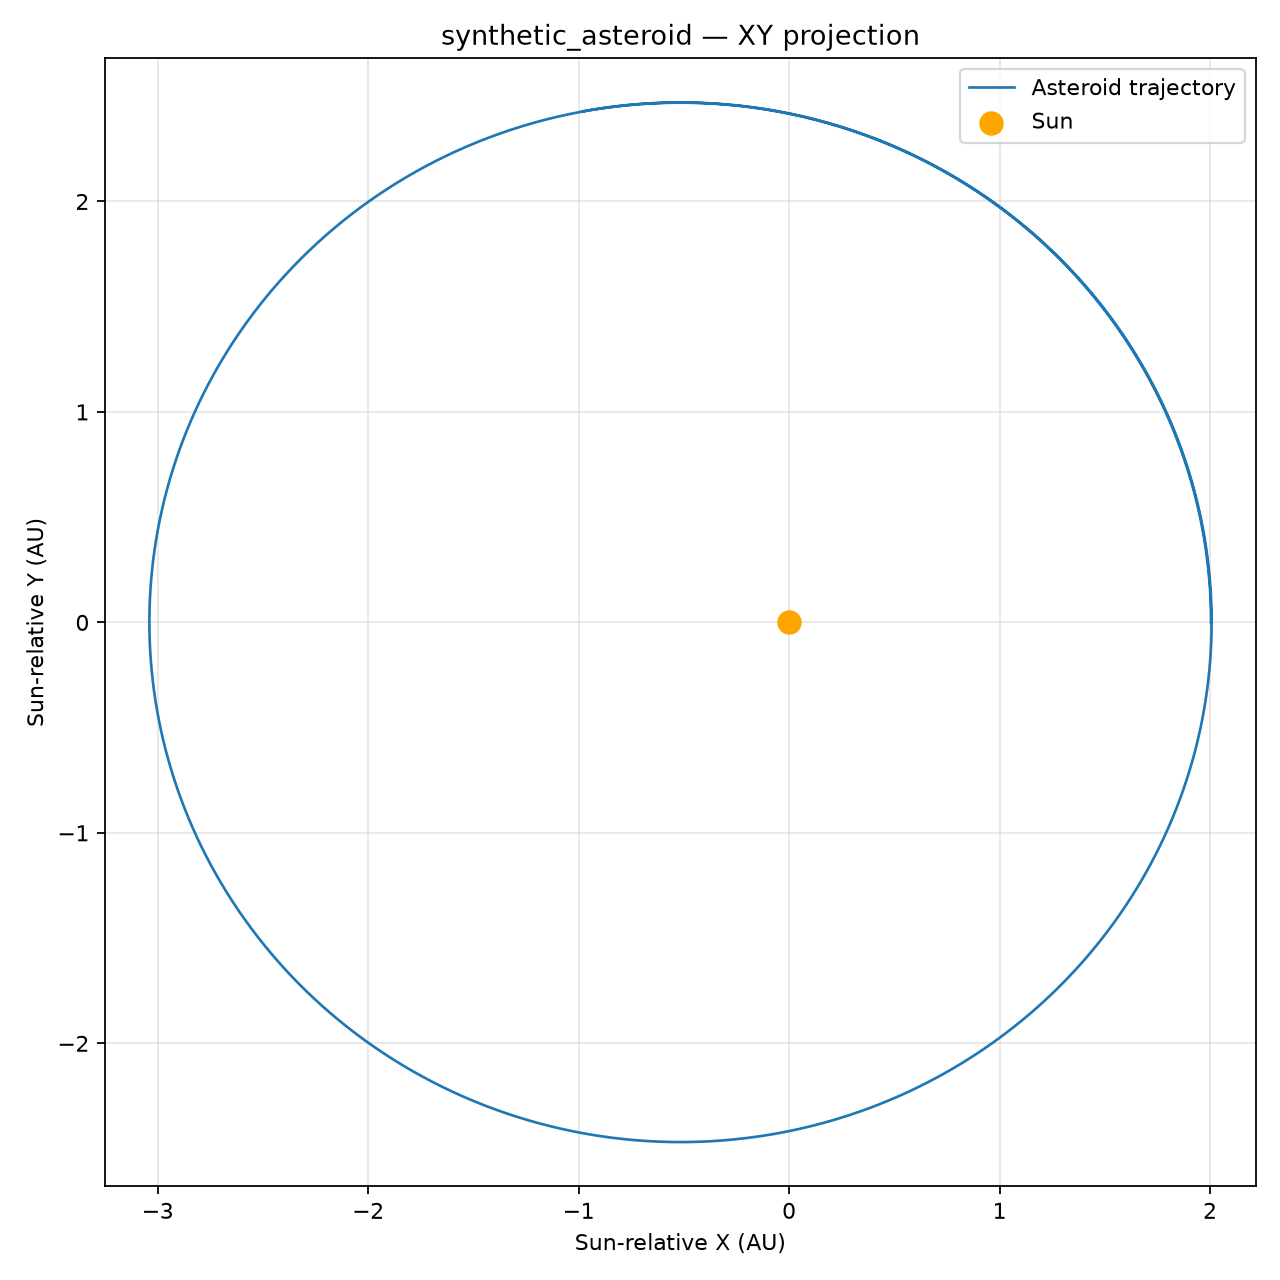 synthetic_asteroid — XY projection
Asteroid trajectory
Sun
2
1
0
−1
−2
Sun-relative Y (AU)
−3
−2
−1
0
1
2
Sun-relative X (AU)